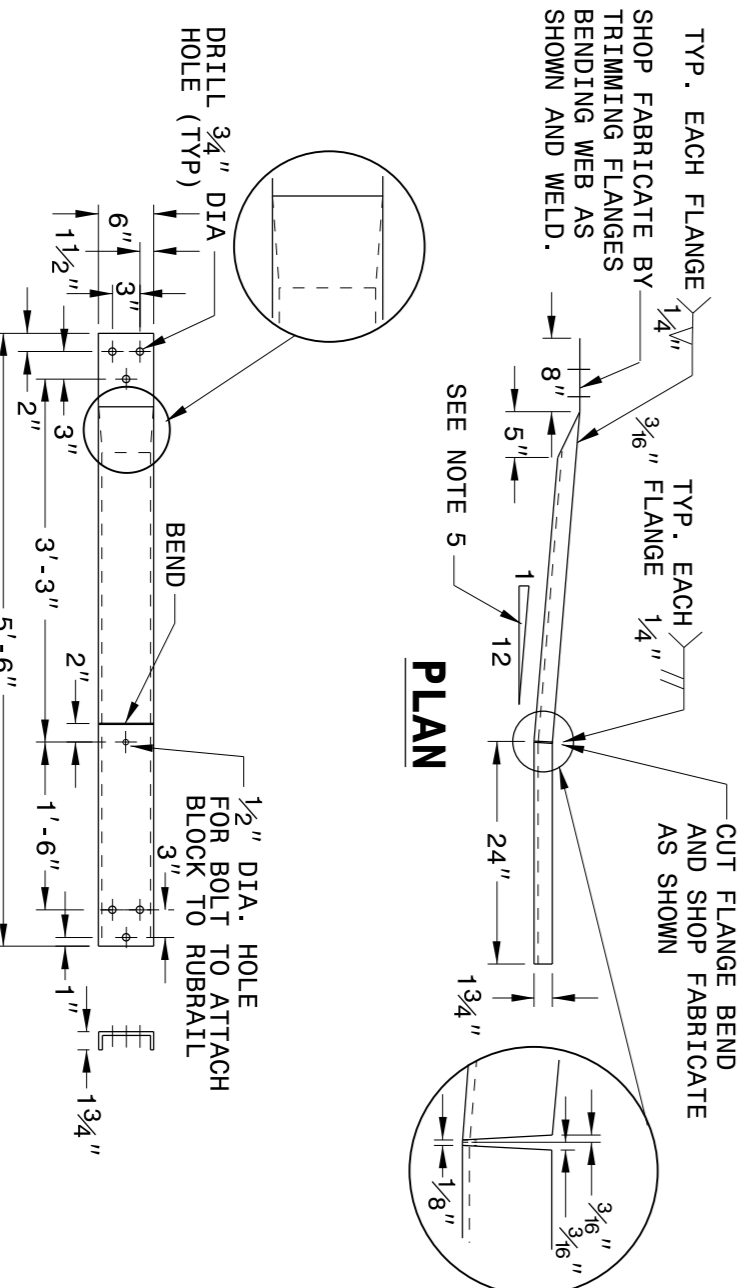 TYP. EACH FLANGE
1/4"
SHOP FABRICATE BY
TRIMMING FLANGES
BENDING WEB AS
SHOWN AND WELD.
8"
5"
3/16"
TYP. EACH
FLANGE
1/4"
CUT FLANGE BEND
AND SHOP FABRICATE
AS SHOWN
SEE NOTE 5
1
12
24"
1 3/4"
3/16"
3/16"
1/8"
PLAN
DRILL 3/4" DIA
HOLE (TYP)
6"
1 1/2"
3"
2"
3"
3'-3"
BEND
2"
1/2" DIA. HOLE
FOR BOLT TO ATTACH
BLOCK TO RUBRAIL
1'-6"
3"
1"
1 3/4"
5'-6"